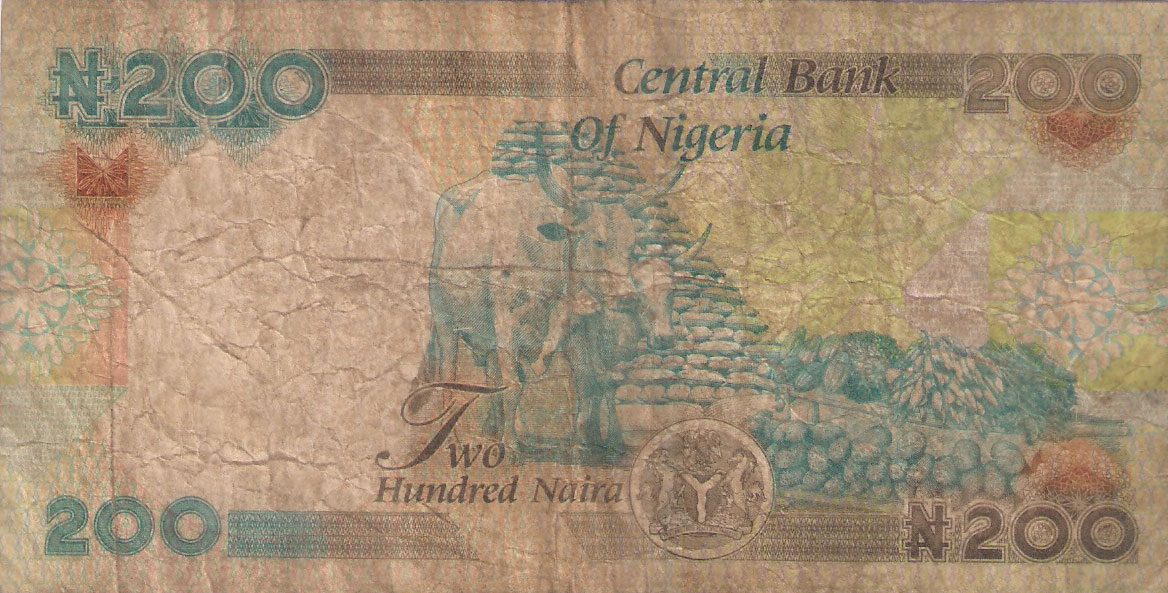 ₦200
Central Bank
200
Of Nigeria
Two
Hundred Naira
200
₦200